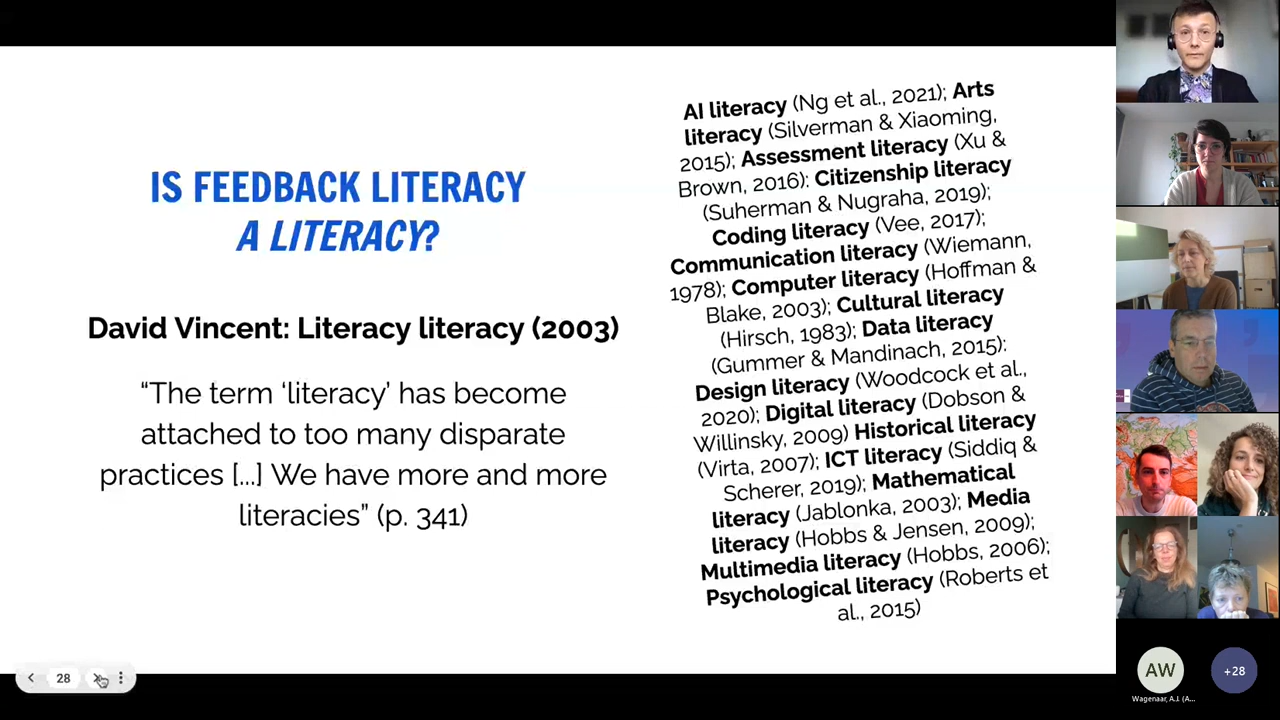 IS FEEDBACK LITERACY
A LITERACY?
David Vincent: Literacy literacy (2003)
“The term ‘literacy’ has become
attached to too many disparate
practices [...] We have more and more
literacies” (p. 341)
AI literacy (Ng et al., 2021); Arts
literacy (Silverman & Xiaoming,
2015); Assessment literacy (Xu &
Brown, 2016): Citizenship literacy
(Suherman & Nugraha, 2019);
Coding literacy (Vee, 2017);
Communication literacy (Wiemann,
1978); Computer literacy (Hoffman &
Blake, 2003); Cultural literacy
(Hirsch, 1983); Data literacy
(Gummer & Mandinach, 2015):
Design literacy (Woodcock et al.,
2020); Digital literacy (Dobson &
Willinsky, 2009) Historical literacy
(Virta, 2007); ICT literacy (Siddiq &
Scherer, 2019); Mathematical
literacy (Jablonka, 2003); Media
literacy (Hobbs & Jensen, 2009);
Multimedia literacy (Hobbs, 2006);
Psychological literacy (Roberts et
al., 2015)
28
AW
+28
Wagenaar, A.J. (A...